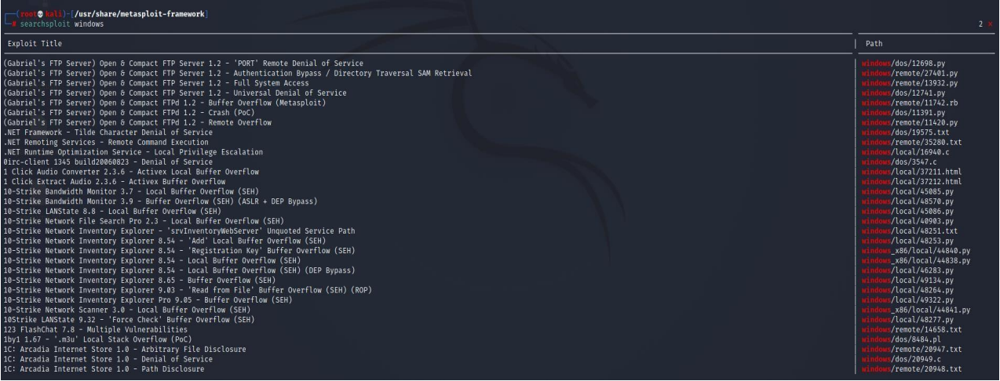 (root💀kali)-[/usr/share/metasploit-framework]
# searchsploit windows 2 ⨯
Exploit Title | Path
(Gabriel's FTP Server) Open & Compact FTP Server 1.2 - 'PORT' Remote Denial of Service | windows/dos/12698.py
(Gabriel's FTP Server) Open & Compact FTP Server 1.2 - Authentication Bypass / Directory Traversal SAM Retrieval | windows/remote/27401.py
(Gabriel's FTP Server) Open & Compact FTP Server 1.2 - Full System Access | windows/remote/13932.py
(Gabriel's FTP Server) Open & Compact FTP Server 1.2 - Universal Denial of Service | windows/dos/12741.py
(Gabriel's FTP Server) Open & Compact FTPd 1.2 - Buffer Overflow (Metasploit) | windows/remote/11742.rb
(Gabriel's FTP Server) Open & Compact FTPd 1.2 - Crash (PoC) | windows/dos/11391.py
(Gabriel's FTP Server) Open & Compact FTPd 1.2 - Remote Overflow | windows/remote/11420.py
.NET Framework - Tilde Character Denial of Service | windows/dos/19575.txt
.NET Remoting Services - Remote Command Execution | windows/remote/35280.txt
.NET Runtime Optimization Service - Local Privilege Escalation | windows/local/16940.c
0irc-client 1345 build20060823 - Denial of Service | windows/dos/3547.c
1 Click Audio Converter 2.3.6 - Activex Local Buffer Overflow | windows/local/37211.html
1 Click Extract Audio 2.3.6 - Activex Buffer Overflow | windows/local/37212.html
10-Strike Bandwidth Monitor 3.7 - Local Buffer Overflow (SEH) | windows/local/45085.py
10-Strike Bandwidth Monitor 3.9 - Buffer Overflow (SEH) (ASLR + DEP Bypass) | windows/local/48570.py
10-Strike LANState 8.8 - Local Buffer Overflow (SEH) | windows/local/45086.py
10-Strike Network File Search Pro 2.3 - Local Buffer Overflow (SEH) | windows/local/40903.py
10-Strike Network Inventory Explorer - 'srvInventoryWebServer' Unquoted Service Path | windows/local/48251.txt
10-Strike Network Inventory Explorer 8.54 - 'Add' Local Buffer Overflow (SEH) | windows/local/48253.py
10-Strike Network Inventory Explorer 8.54 - 'Registration Key' Buffer Overflow (SEH) | windows_x86/local/44840.py
10-Strike Network Inventory Explorer 8.54 - Local Buffer Overflow (SEH) | windows_x86/local/44838.py
10-Strike Network Inventory Explorer 8.54 - Local Buffer Overflow (SEH) (DEP Bypass) | windows/local/46283.py
10-Strike Network Inventory Explorer 8.65 - Buffer Overflow (SEH) | windows/local/49134.py
10-Strike Network Inventory Explorer 9.03 - 'Read from File' Buffer Overflow (SEH) (ROP) | windows/local/48264.py
10-Strike Network Inventory Explorer Pro 9.05 - Buffer Overflow (SEH) | windows/local/49322.py
10-Strike Network Scanner 3.0 - Local Buffer Overflow (SEH) | windows_x86/local/44841.py
10Strike LANState 9.32 - 'Force Check' Buffer Overflow (SEH) | windows/local/48277.py
123 FlashChat 7.8 - Multiple Vulnerabilities | windows/remote/14658.txt
1by1 1.67 - '.m3u' Local Stack Overflow (PoC) | windows/dos/8484.pl
1C: Arcadia Internet Store 1.0 - Arbitrary File Disclosure | windows/remote/20947.txt
1C: Arcadia Internet Store 1.0 - Denial of Service | windows/dos/20949.c
1C: Arcadia Internet Store 1.0 - Path Disclosure | windows/remote/20948.txt